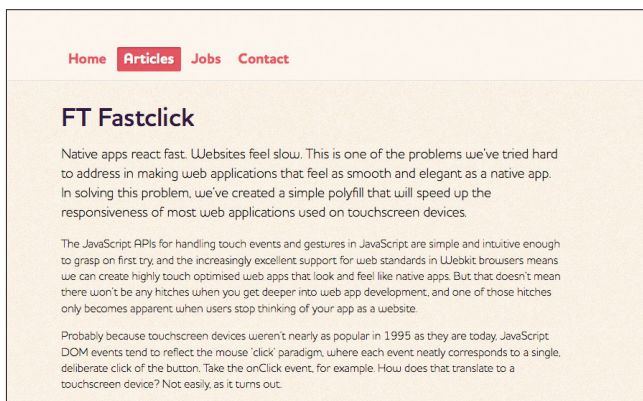 Home Articles Jobs Contact
FT Fastclick
Native apps react fast. Websites feel slow. This is one of the problems we've tried hard
to address in making web applications that feel as smooth and elegant as a native app.
In solving this problem, we've created a simple polyfill that will speed up the
responsiveness of most web applications used on touchscreen devices.
The JavaScript APIs for handling touch events and gestures in JavaScript are simple and intuitive enough
to grasp on first try, and the increasingly excellent support for web standards in Webkit browsers means
we can create highly touch optimised web apps that look and feel like native apps. But that doesn't mean
there won't be any hitches when you get deeper into web app development, and one of those hitches
only becomes apparent when users stop thinking of your app as a website.
Probably because touchscreen devices weren't nearly as popular in 1995 as they are today, JavaScript
DOM events tend to reflect the mouse 'click' paradigm, where each event neatly corresponds to a single,
deliberate click of the button. Take the onClick event, for example. How does that translate to a
touchscreen device? Not easily, as it turns out.